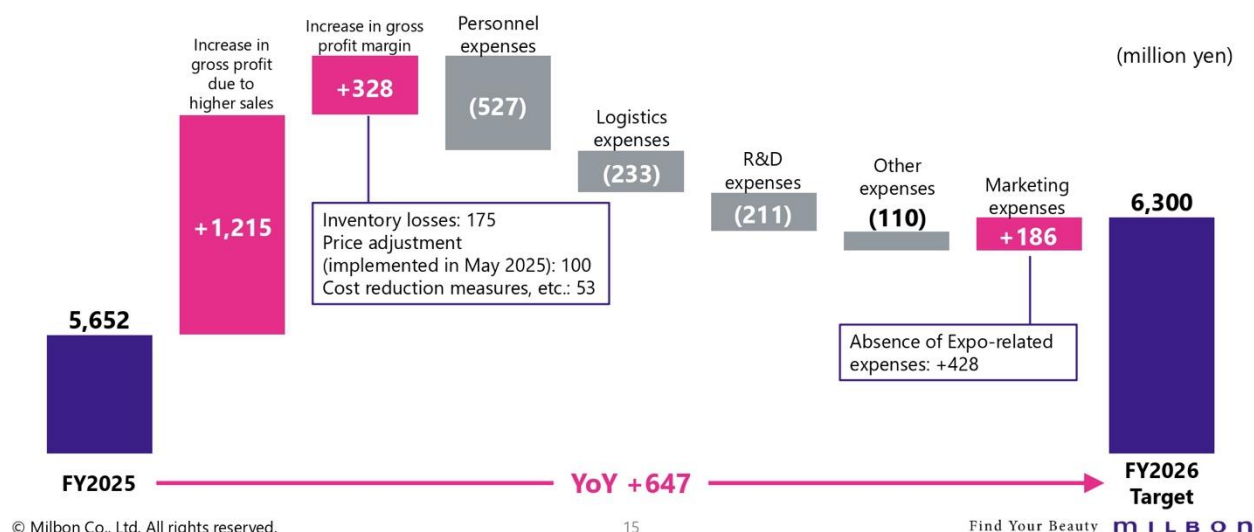 (million yen)
Increase in
gross profit
due to
higher sales
+1,215
Increase in gross
profit margin
+328
Personnel
expenses
(527)
Logistics
expenses
(233)
R&D
expenses
(211)
Other
expenses
(110)
Marketing
expenses
+186
Inventory losses: 175
Price adjustment
(implemented in May 2025): 100
Cost reduction measures, etc.: 53
Absence of Expo-related
expenses: +428
5,652
6,300
FY2025
YoY +647
FY2026
Target
© Milbon Co., Ltd. All rights reserved.
15
Find Your Beauty MILBON